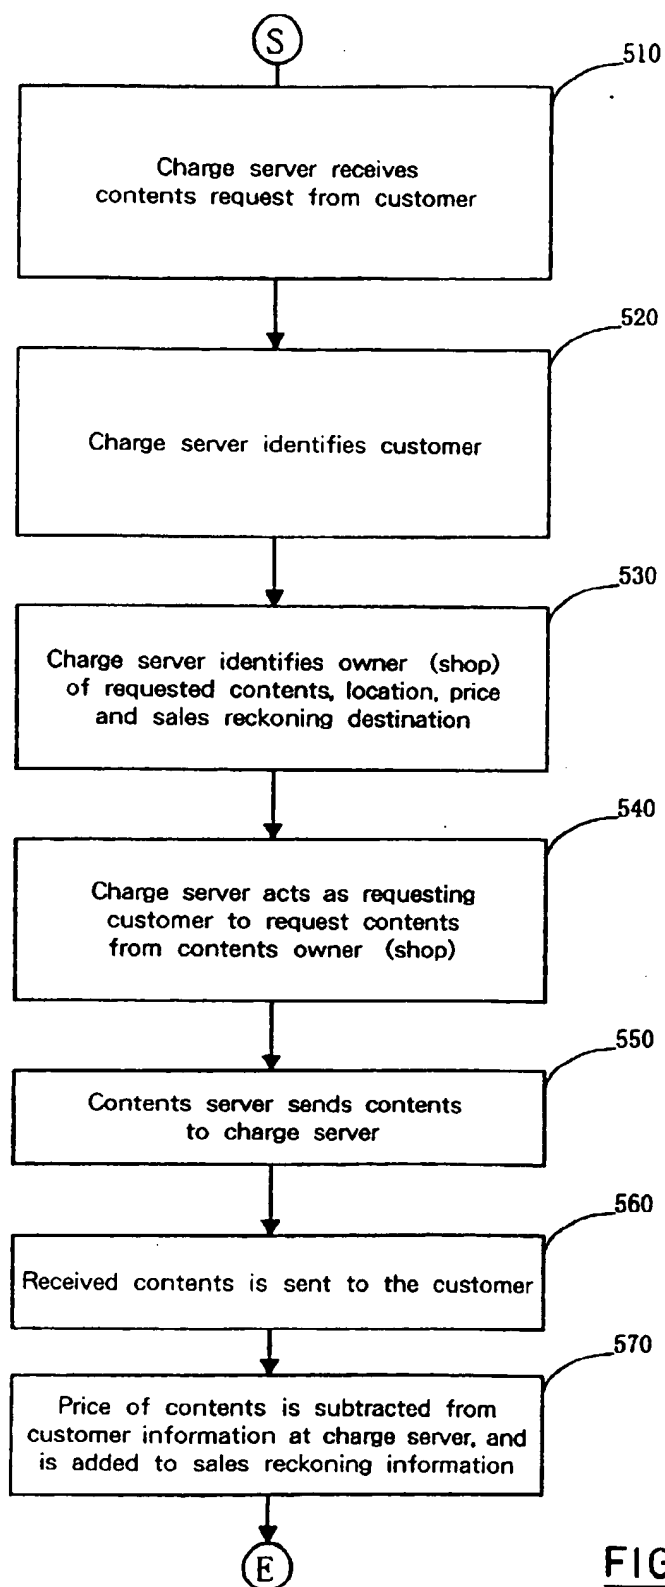 S
510
Charge server receives
contents request from customer
520
Charge server identifies customer
530
Charge server identifies owner (shop)
of requested contents, location, price
and sales reckoning destination
540
Charge server acts as requesting
customer to request contents
from contents owner (shop)
550
Contents server sends contents
to charge server
560
Received contents is sent to the customer
570
Price of contents is subtracted from
customer information at charge server, and
is added to sales reckoning information
E
FIG